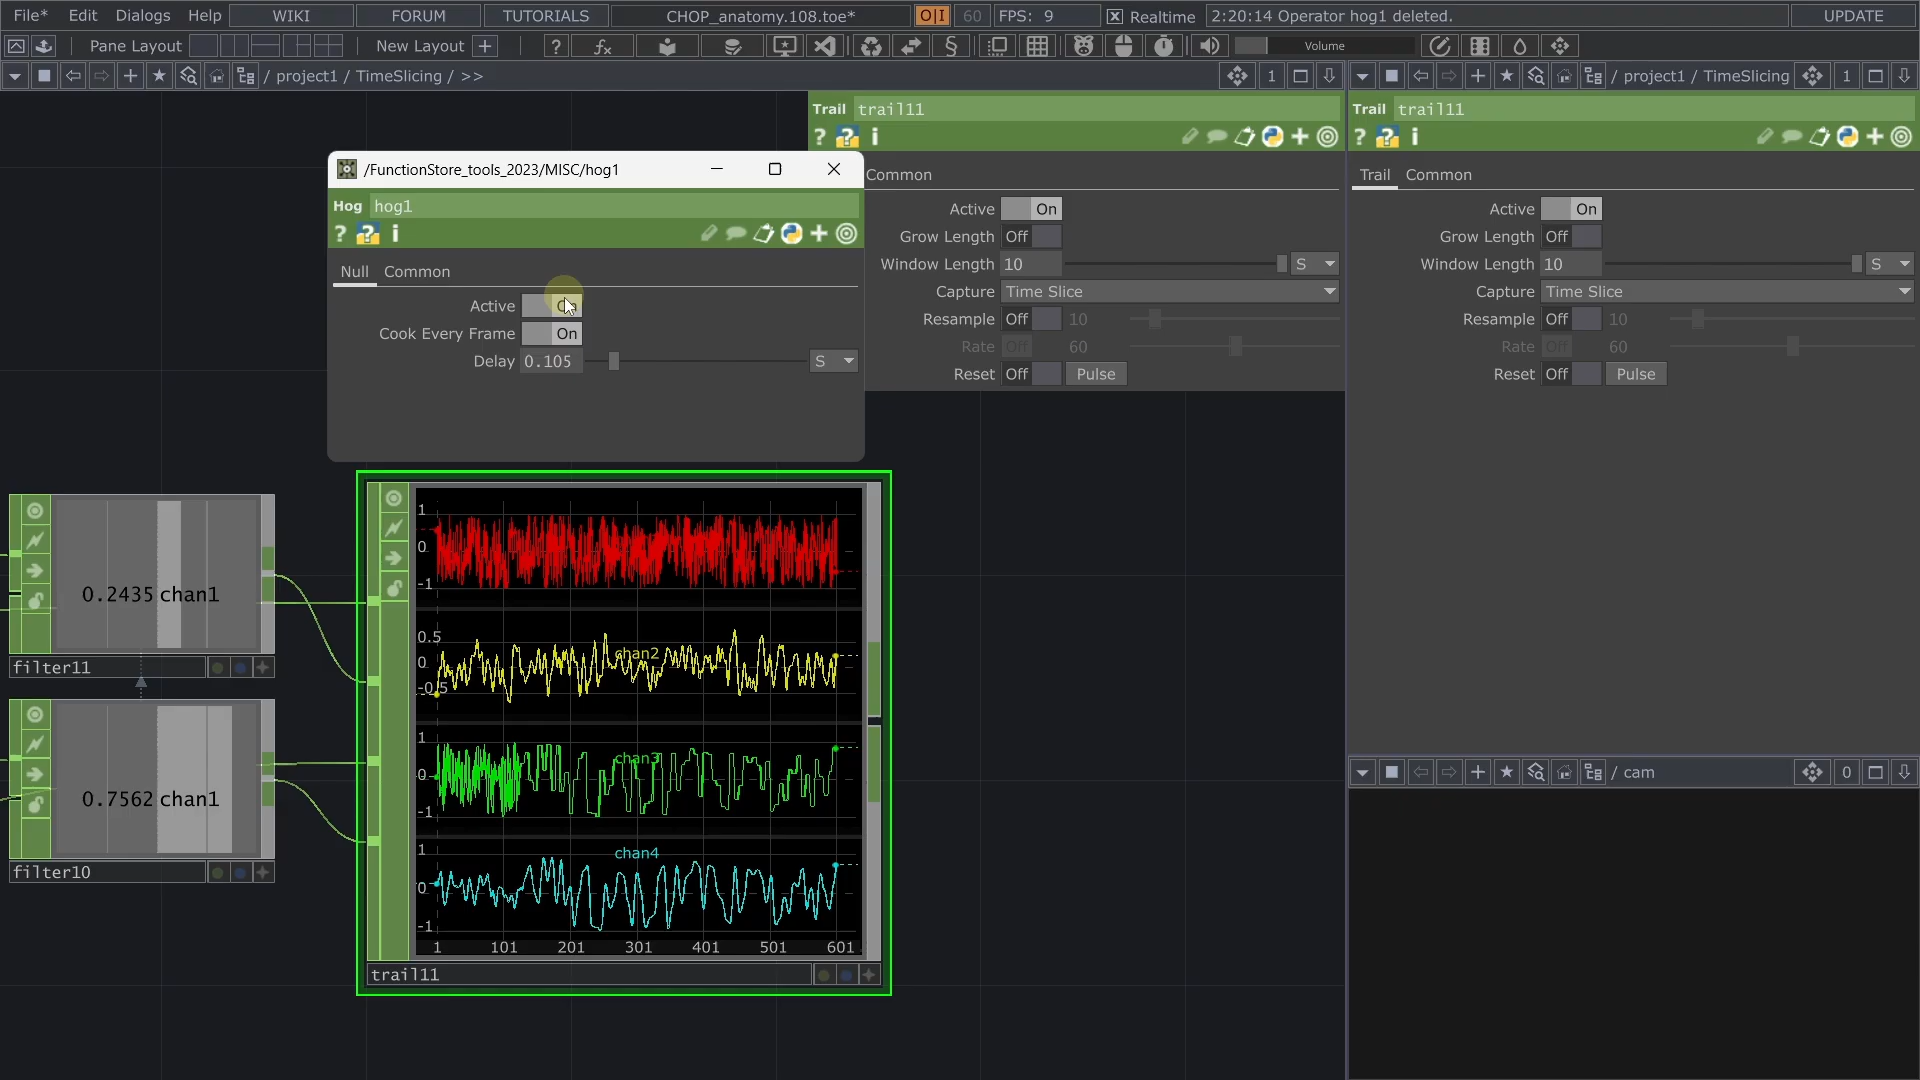 File* Edit Dialogs Help WIKI FORUM TUTORIALS CHOP_anatomy.108.toe* O|I 60 FPS: 9 Realtime 2:20:14 Operator hog1 deleted. UPDATE
Pane Layout New Layout + ? fx Volume
/ project1 / TimeSlicing / >> 1
/ project1 / TimeSlicing 1
Trail trail11
Common
Active On
Grow Length Off
Window Length 10 S
Capture Time Slice
Resample Off 10
Rate Off 60
Reset Off Pulse
Trail trail11
Trail Common
Active On
Grow Length Off
Window Length 10 S
Capture Time Slice
Resample Off 10
Rate Off 60
Reset Off Pulse
/FunctionStore_tools_2023/MISC/hog1
Hog hog1
Null Common
Active On
Cook Every Frame On
Delay 0.105 S
0.2435 chan1
filter11
0.7562 chan1
filter10
1
0
-1
0.5
0
-0.5
chan2
1
0
-1
chan3
1
0
-1
chan4
1 101 201 301 401 501 601
trail11
/ cam 0